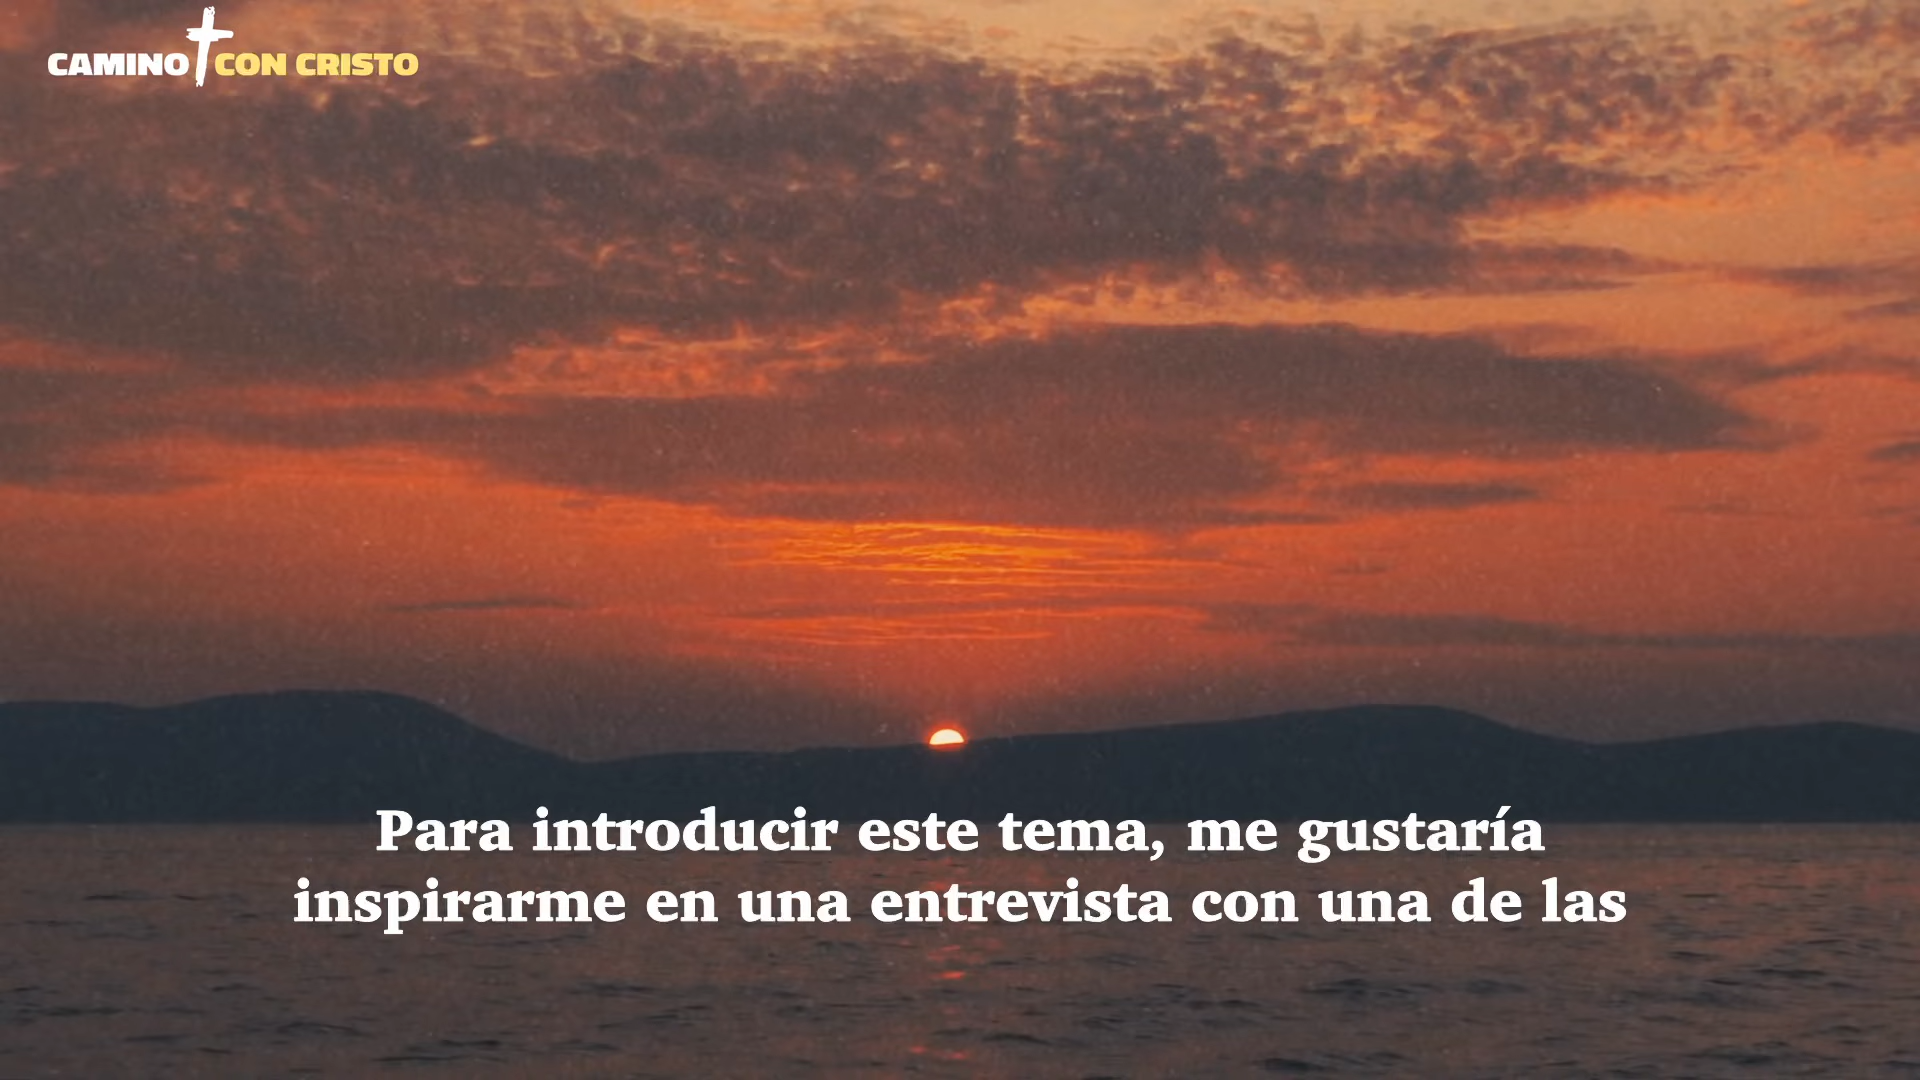 CAMINO CON CRISTO
Para introducir este tema, me gustaría
inspirarme en una entrevista con una de las